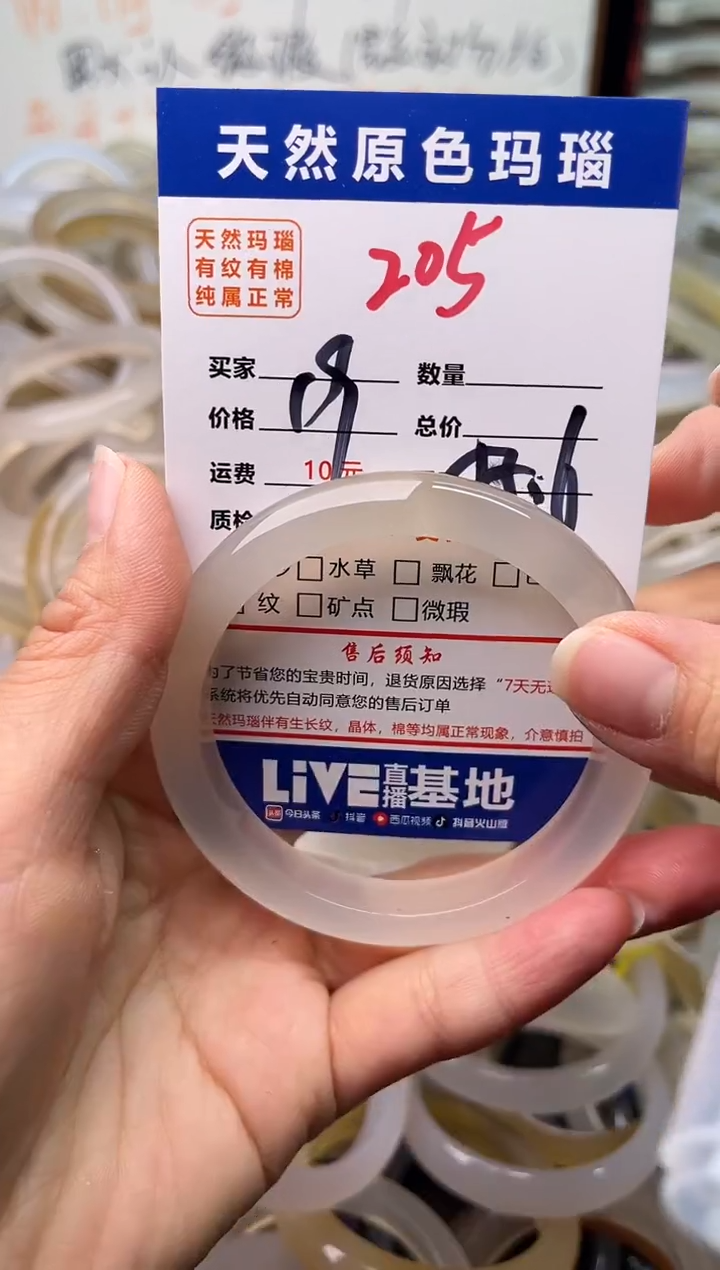 天然原色玛瑙
天然玛瑙
有纹有棉
纯属正常
205
买家
数量
价格
总价
运费 10元
质检
水草 飘花
纹 矿点 微瑕
售后须知
为了节省您的宝贵时间，退货原因选择“7天无
系统将优先自动同意您的售后订单
天然玛瑙伴有生长纹，晶体，棉等均属正常现象，介意慎拍
LiVE直播基地
头条 今日头条 抖音 西瓜视频 抖音火山版